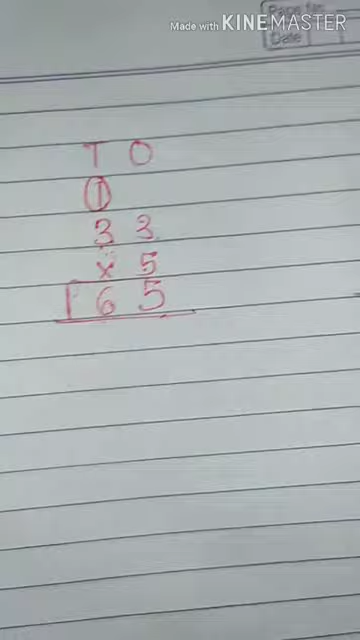 Made with KINEMASTER
Page No.
Date
T O
1
3 3
x 5
1 6 5